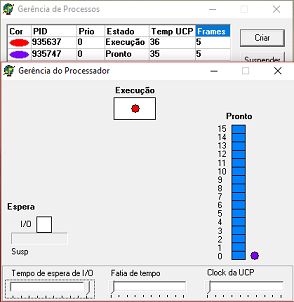 Gerência de Processos
Cor PID Prio Estado Temp UCP Frames
935637 0 Execução 36 5
935747 0 Pronto 35 5
Criar
Suspender
Gerência do Processador
Execução
Pronto
15
14
13
12
11
10
9
8
7
6
5
4
3
2
1
0
Espera
I/O
Susp
Tempo de espera de I/O Fatia de tempo Clock da UCP